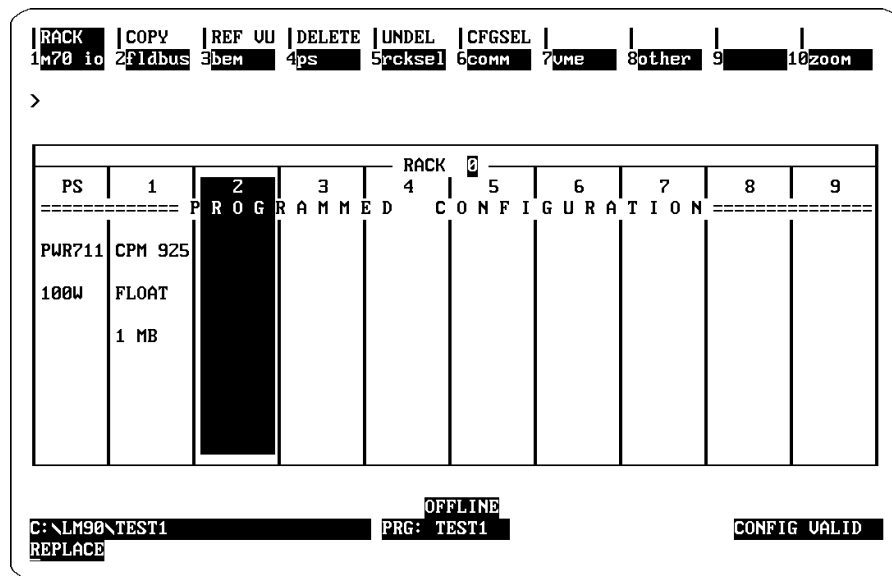 RACK COPY REF VU DELETE UNDEL CFGSEL
1m70 io 2fldbus 3bem 4ps 5rcksel 6comm 7vme 8other 9 10zoom
>
RACK 0
PS 1 2 3 4 5 6 7 8 9
============= P R O G R A M M E D C O N F I G U R A T I O N ===============
PWR711 CPM 925
100W FLOAT
1 MB
OFFLINE
C:\LM90\TEST1 PRG: TEST1 CONFIG VALID
REPLACE